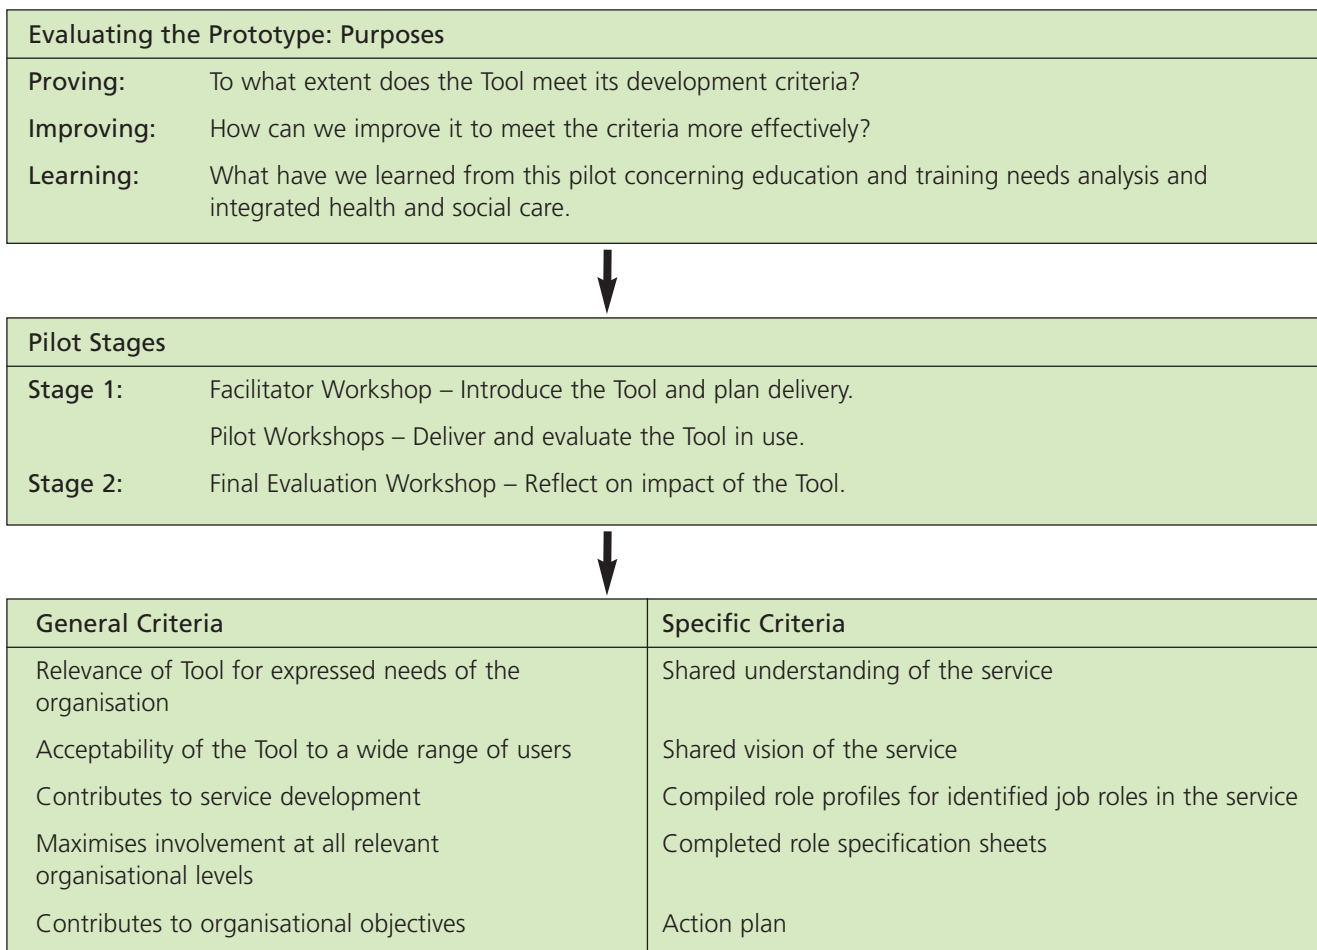 Evaluating the Prototype: Purposes
Proving: To what extent does the Tool meet its development criteria?
Improving: How can we improve it to meet the criteria more effectively?
Learning: What have we learned from this pilot concerning education and training needs analysis and
integrated health and social care.
Pilot Stages
Stage 1: Facilitator Workshop – Introduce the Tool and plan delivery.
Pilot Workshops – Deliver and evaluate the Tool in use.
Stage 2: Final Evaluation Workshop – Reflect on impact of the Tool.
General Criteria
Relevance of Tool for expressed needs of the
organisation
Acceptability of the Tool to a wide range of users
Contributes to service development
Maximises involvement at all relevant
organisational levels
Contributes to organisational objectives
Specific Criteria
Shared understanding of the service
Shared vision of the service
Compiled role profiles for identified job roles in the service
Completed role specification sheets
Action plan